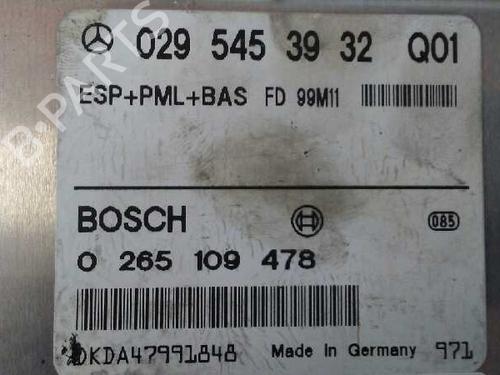 029 545 39 32 Q01
ESP+PML+BAS FD 99M11
BOSCH 085
0 265 109 478
DKDA47991848 Made in Germany 971
B-Parts